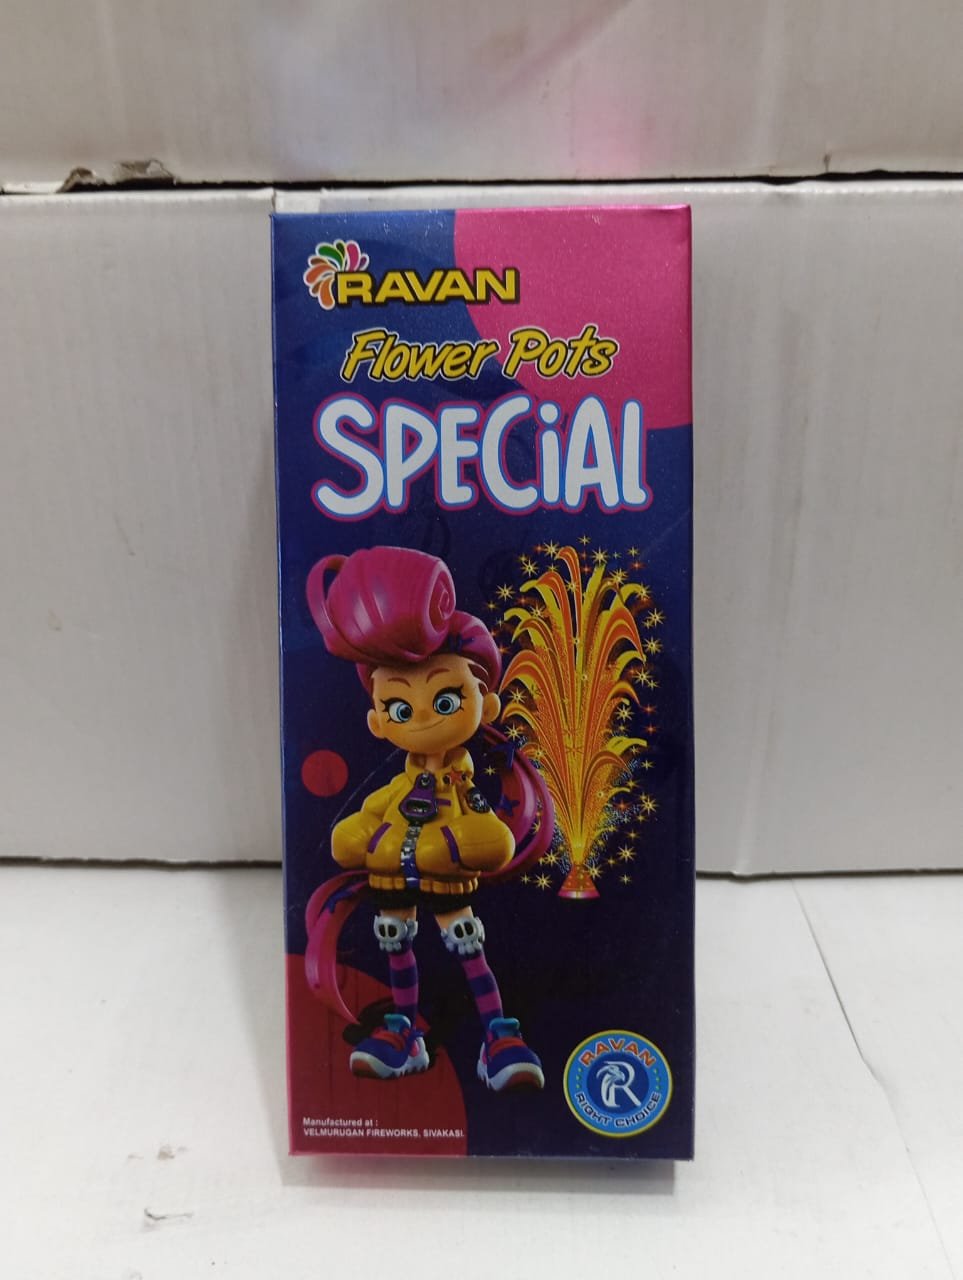 RAVAN
Flower Pots
SPECiAl
RAVAN
R
RIGHT CHOICE
Manufactured at :
VELMURUGAN FIREWORKS, SIVAKASI.